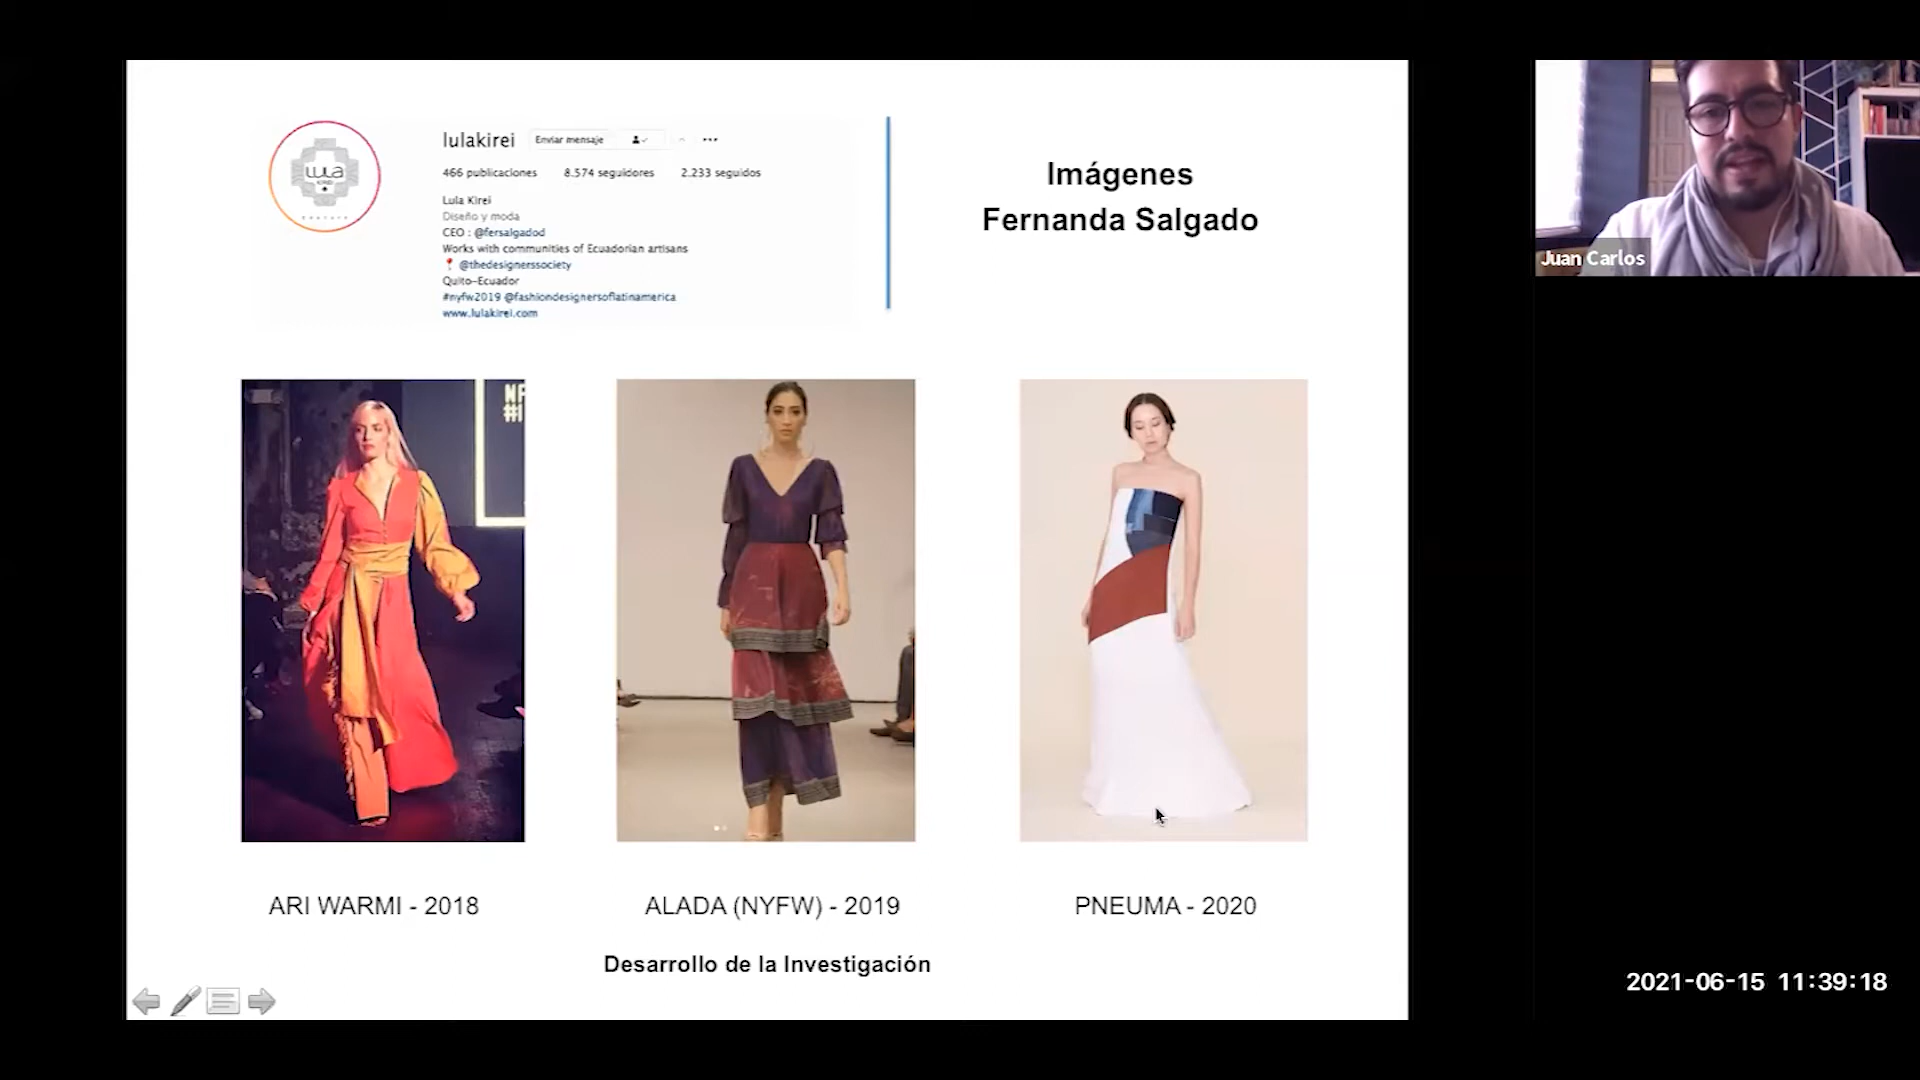 lulakirei Enviar mensaje
466 publicaciones 8.574 seguidores 2.233 seguidos
Lula Kirei
Diseño y moda
CEO : @fersalgadod
Works with communities of Ecuadorian artisans
@thedesignerssociety
Quito-Ecuador
#nyfw2019 @fashiondesignersoflatinamerica
www.lulakirei.com
LULA
Imágenes
Fernanda Salgado
Juan Carlos
ARI WARMI - 2018
ALADA (NYFW) - 2019
PNEUMA - 2020
Desarrollo de la Investigación
2021-06-15 11:39:18